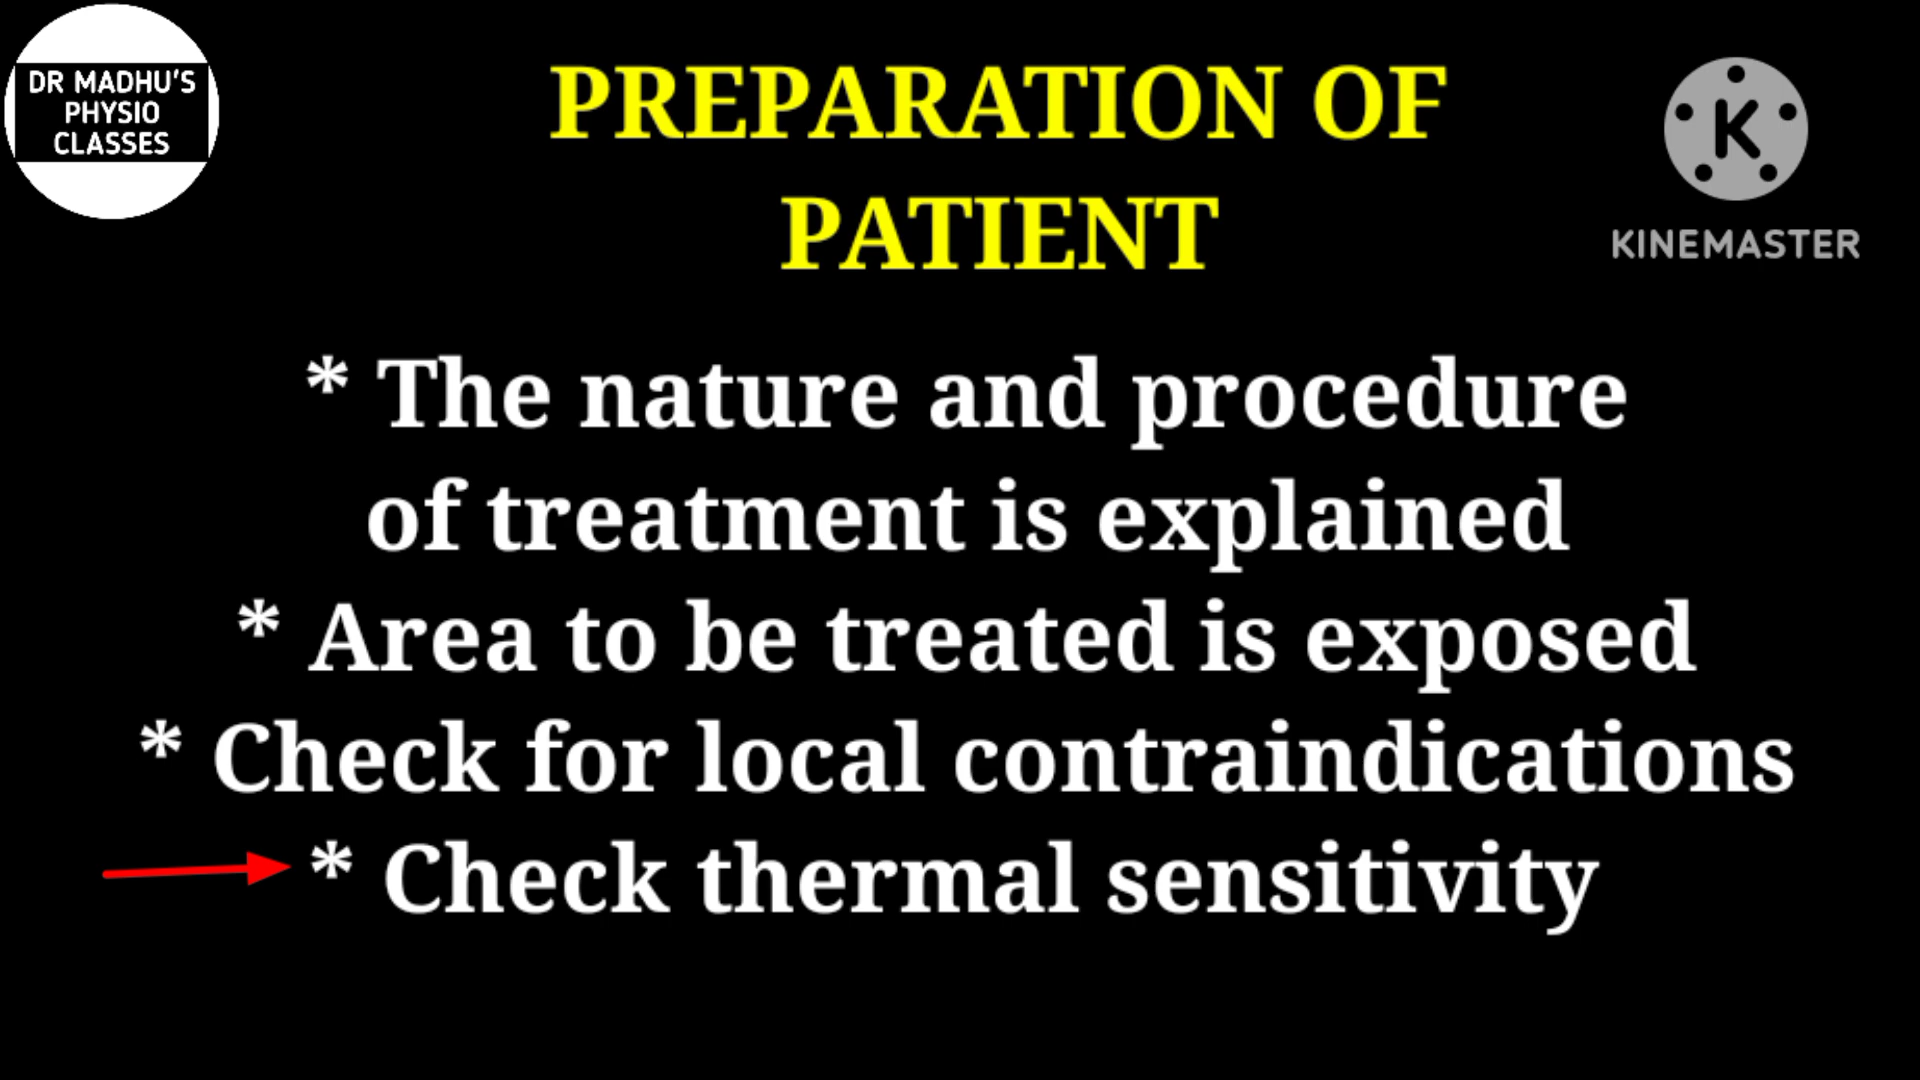 DR MADHU'S
PHYSIO
CLASSES
PREPARATION OF
PATIENT
K
KINEMASTER
* The nature and procedure
of treatment is explained
* Area to be treated is exposed
* Check for local contraindications
* Check thermal sensitivity